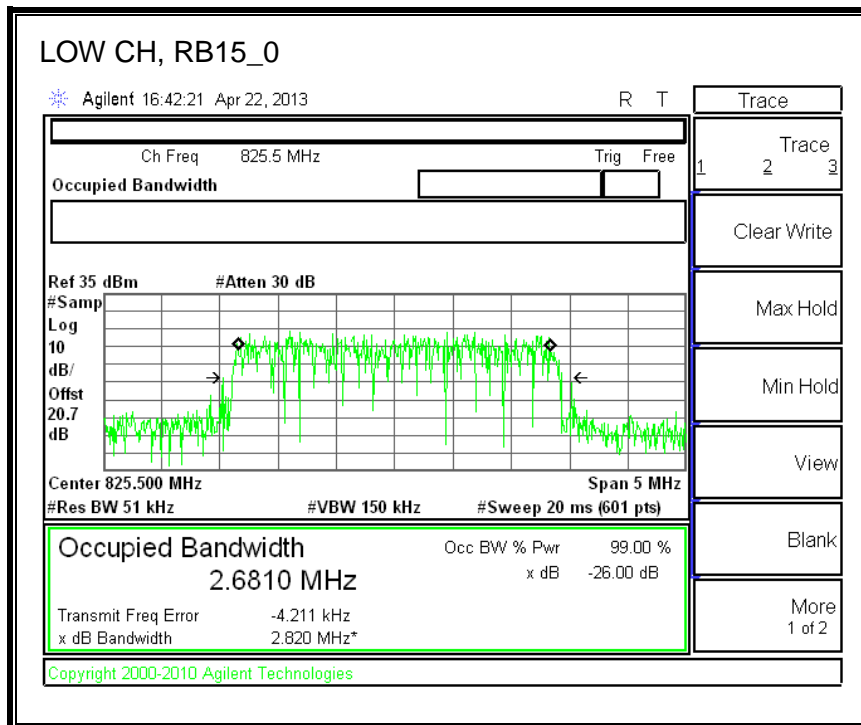 LOW CH, RB15_0
Agilent 16:42:21 Apr 22, 2013 R T
Trace
Ch Freq 825.5 MHz Trig Free
Occupied Bandwidth
Trace
1 2 3
Clear Write
Ref 35 dBm #Atten 30 dB
#Samp
Log
10
dB/
Offst
20.7
dB
Max Hold
Min Hold
View
Center 825.500 MHz Span 5 MHz
#Res BW 51 kHz #VBW 150 kHz #Sweep 20 ms (601 pts)
Occupied Bandwidth Occ BW % Pwr 99.00 %
2.6810 MHz x dB -26.00 dB
Transmit Freq Error -4.211 kHz
x dB Bandwidth 2.820 MHz*
Blank
More
1 of 2
Copyright 2000-2010 Agilent Technologies